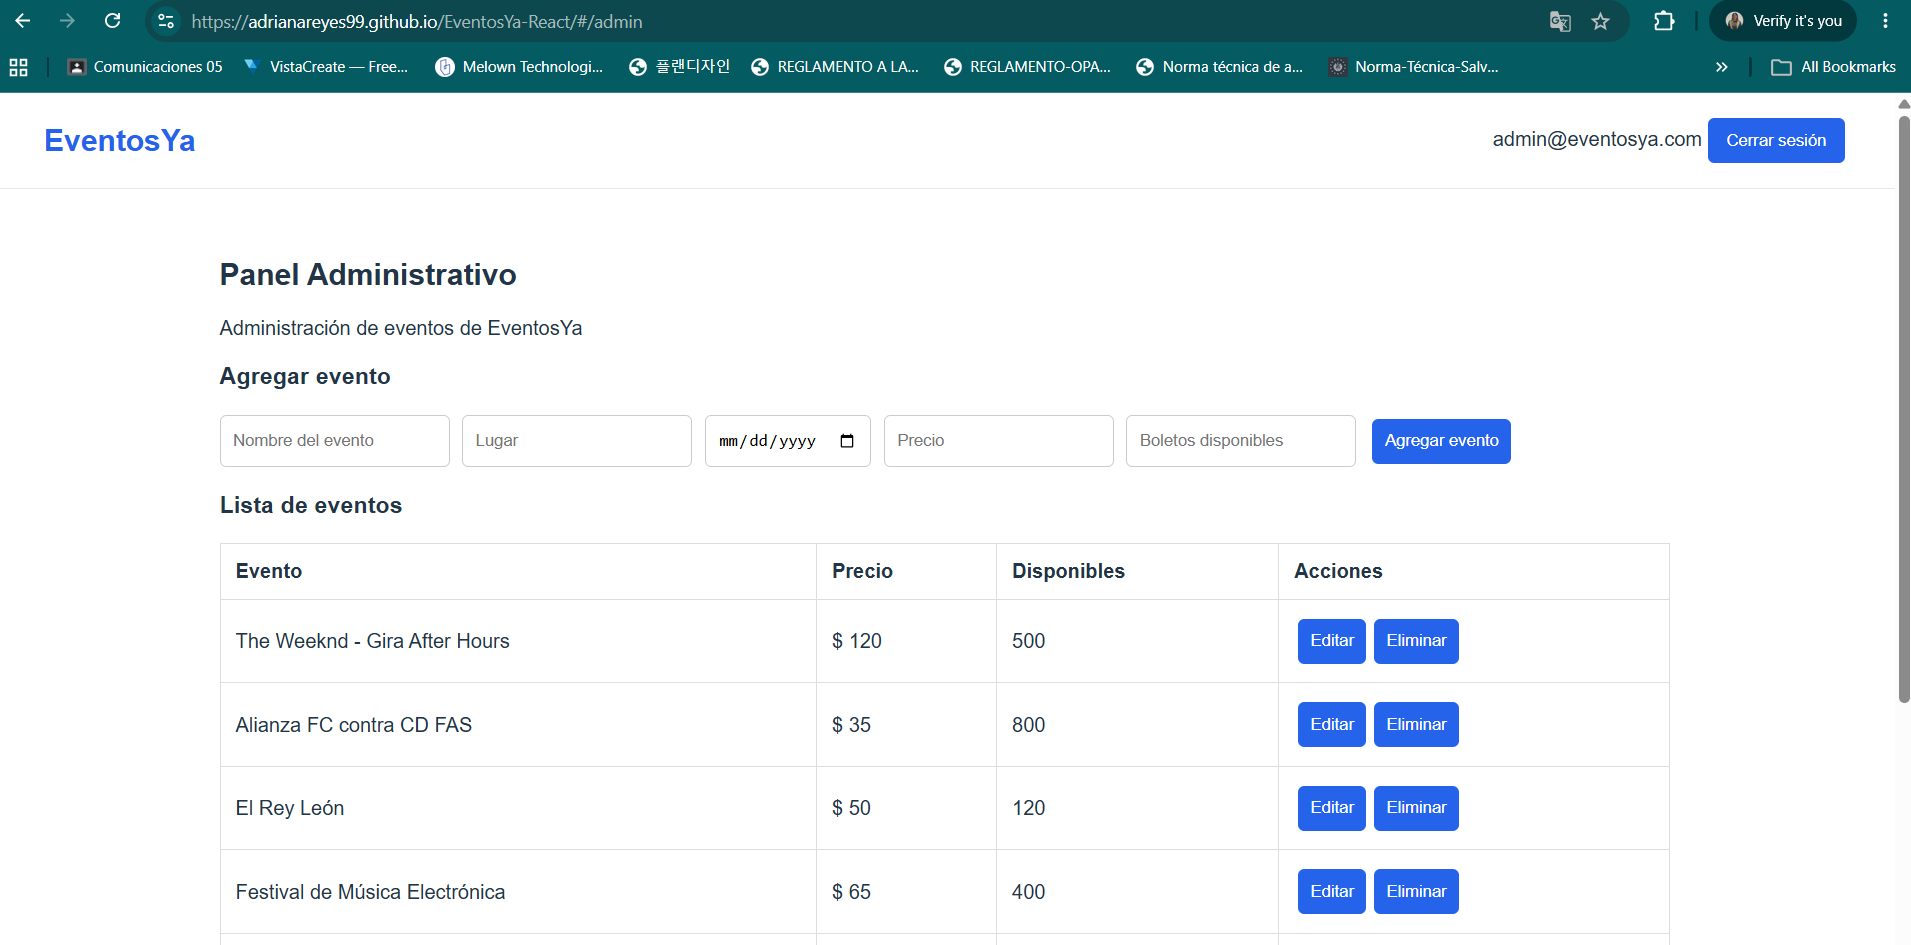 https://adrianareyes99.github.io/EventosYa-React/#/admin
Verify it's you
Comunicaciones 05
VistaCreate — Free...
Melown Technologi...
플랜디자인
REGLAMENTO A LA...
REGLAMENTO-OPA...
Norma técnica de a...
Norma-Técnica-Salv...
»
All Bookmarks
EventosYa
admin@eventosya.com
Cerrar sesión
Panel Administrativo
Administración de eventos de EventosYa
Agregar evento
Nombre del evento
Lugar
mm/dd/yyyy
Precio
Boletos disponibles
Agregar evento
Lista de eventos
Evento Precio Disponibles Acciones
The Weeknd - Gira After Hours $ 120 500 Editar Eliminar
Alianza FC contra CD FAS $ 35 800 Editar Eliminar
El Rey León $ 50 120 Editar Eliminar
Festival de Música Electrónica $ 65 400 Editar Eliminar